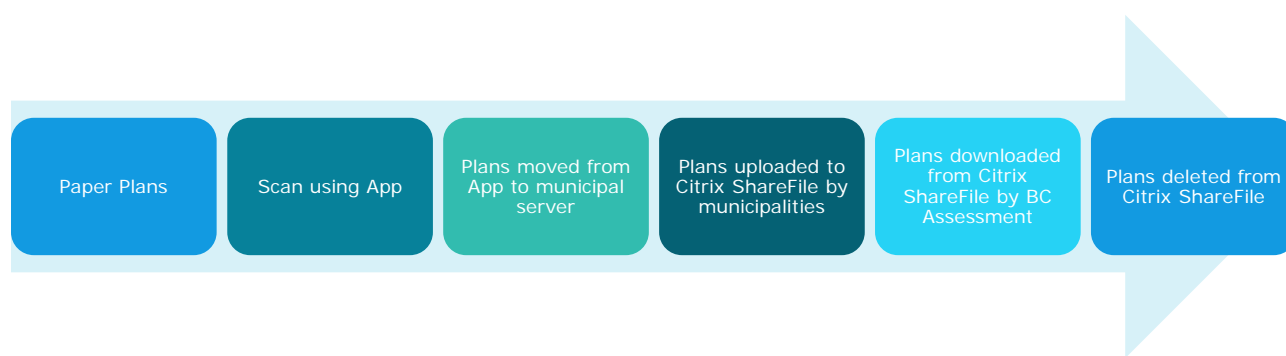 Paper Plans
Scan using App
Plans moved from
App to municipal
server
Plans uploaded to
Citrix ShareFile by
municipalities
Plans downloaded
from Citrix
ShareFile by BC
Assessment
Plans deleted from
Citrix ShareFile